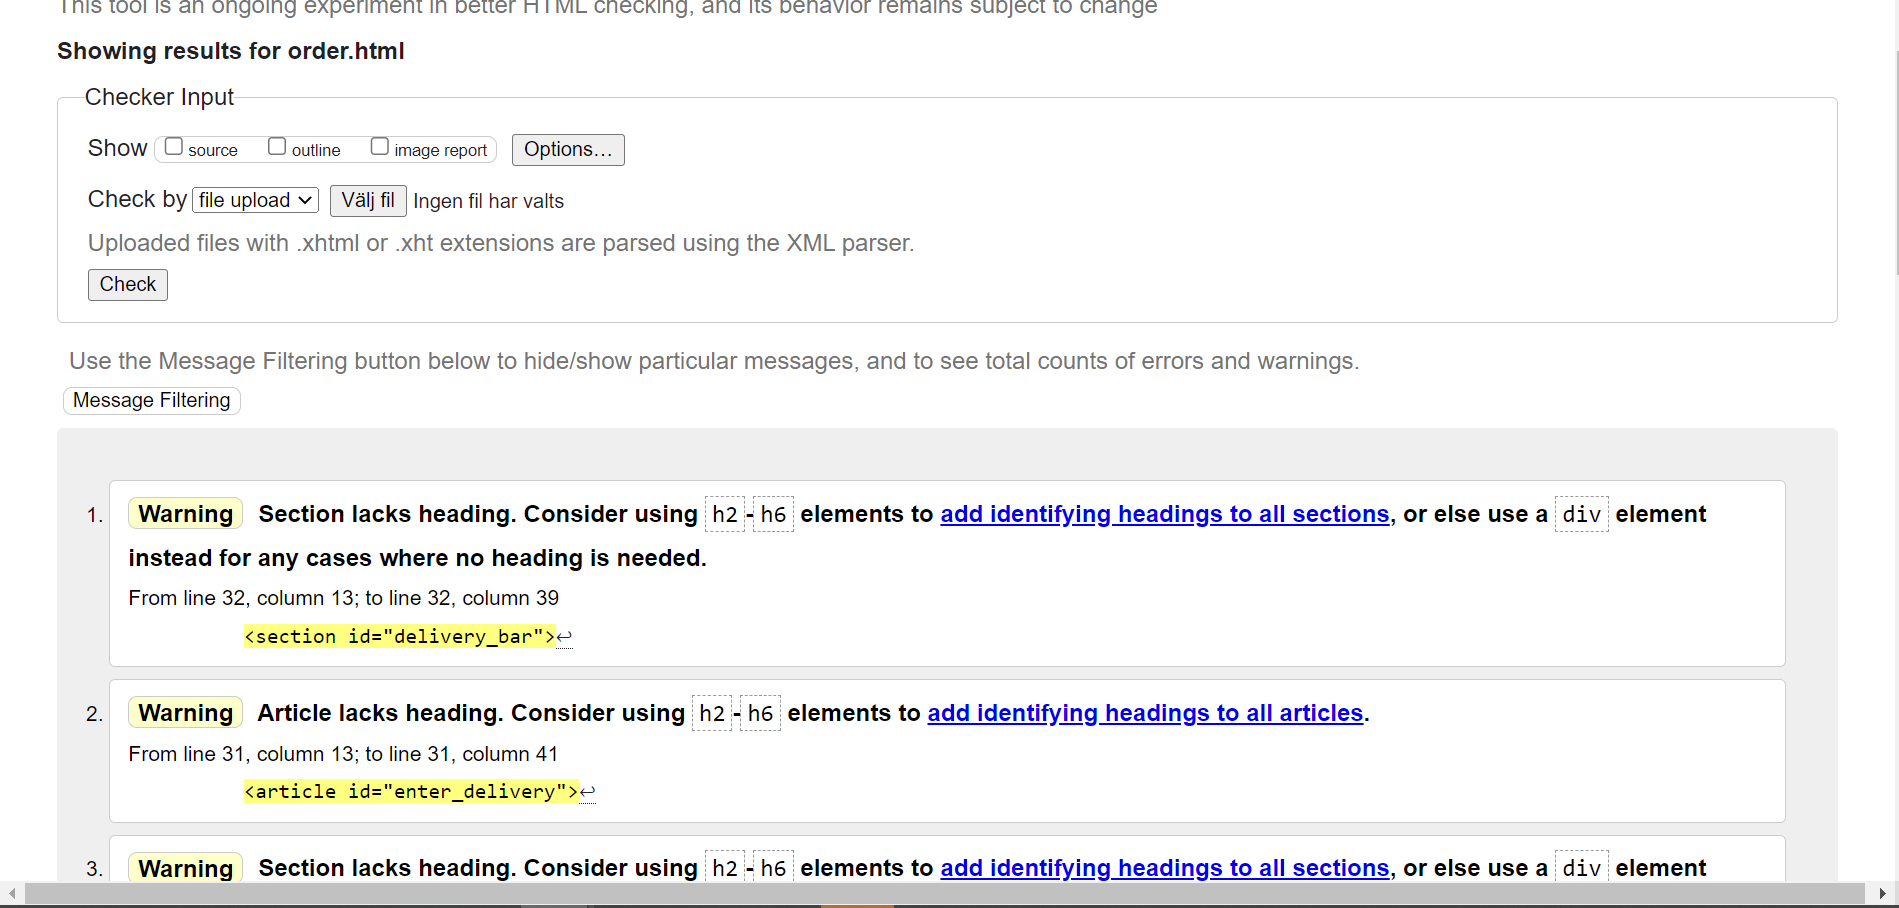 This tool is an ongoing experiment in better HTML checking, and its behavior remains subject to change
Showing results for order.html
Checker Input
Show source outline image report Options...
Check by file upload Välj fil Ingen fil har valts
Uploaded files with .xhtml or .xht extensions are parsed using the XML parser.
Check
Use the Message Filtering button below to hide/show particular messages, and to see total counts of errors and warnings.
Message Filtering
1. Warning Section lacks heading. Consider using h2-h6 elements to add identifying headings to all sections, or else use a div element
instead for any cases where no heading is needed.
From line 32, column 13; to line 32, column 39
<section id="delivery_bar">↩
2. Warning Article lacks heading. Consider using h2-h6 elements to add identifying headings to all articles.
From line 31, column 13; to line 31, column 41
<article id="enter_delivery">↩
3. Warning Section lacks heading. Consider using h2-h6 elements to add identifying headings to all sections, or else use a div element